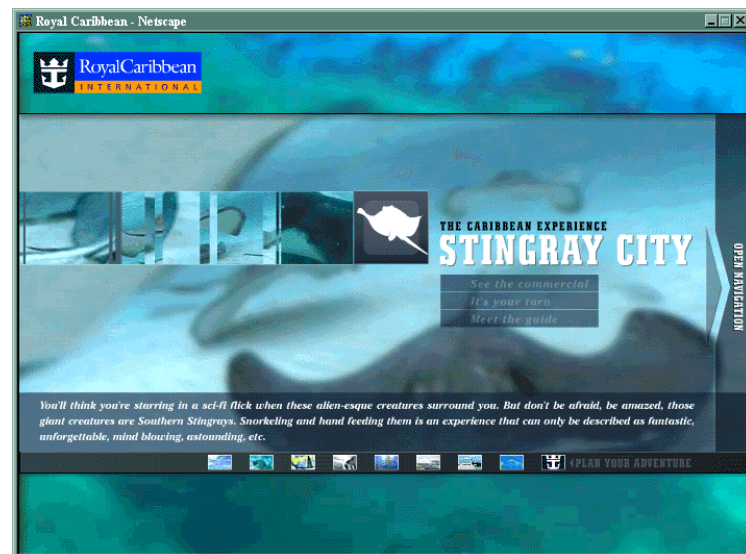 Royal Caribbean - Netscape
RoyalCaribbean
INTERNATIONAL
THE CARIBBEAN EXPERIENCE
STINGRAY CITY
See the commercial
It's your turn
Meet the guide
OPEN NAVIGATION
You'll think you're starring in a sci-fi flick when these alien-esque creatures surround you. But don't be afraid, be amazed, those
giant creatures are Southern Stingrays. Snorkeling and hand feeding them is an experience that can only be described as fantastic,
unforgettable, mind blowing, astounding, etc.
PLAN YOUR ADVENTURE